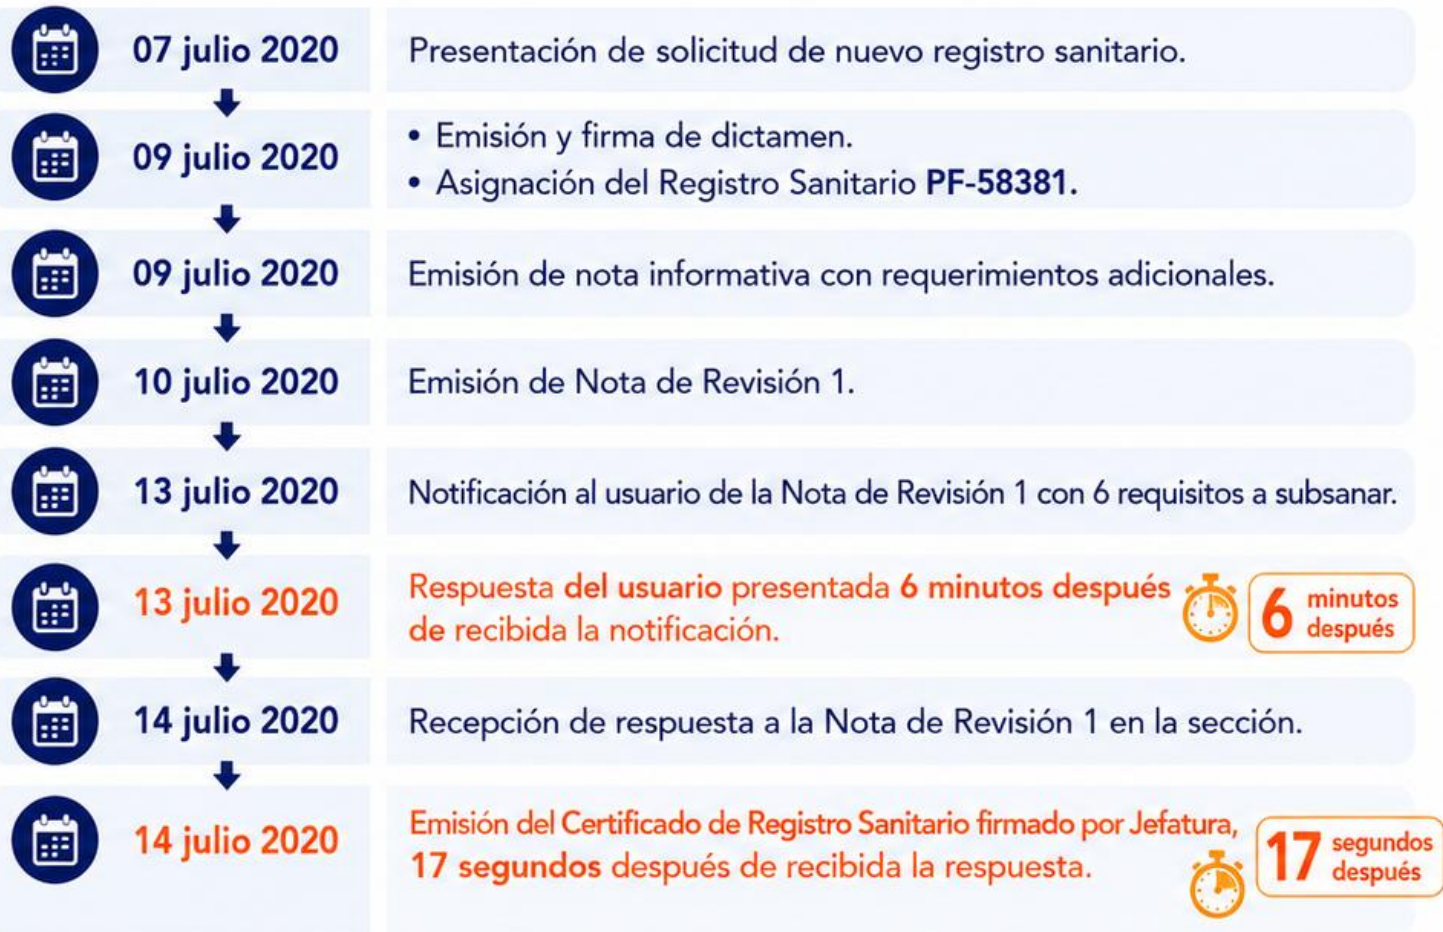 07 julio 2020
Presentación de solicitud de nuevo registro sanitario.
09 julio 2020
• Emisión y firma de dictamen.
• Asignación del Registro Sanitario PF-58381.
09 julio 2020
Emisión de nota informativa con requerimientos adicionales.
10 julio 2020
Emisión de Nota de Revisión 1.
13 julio 2020
Notificación al usuario de la Nota de Revisión 1 con 6 requisitos a subsanar.
13 julio 2020
Respuesta del usuario presentada 6 minutos después
de recibida la notificación.
6 minutos
después
14 julio 2020
Recepción de respuesta a la Nota de Revisión 1 en la sección.
14 julio 2020
Emisión del Certificado de Registro Sanitario firmado por Jefatura,
17 segundos después de recibida la respuesta.
17 segundos
después